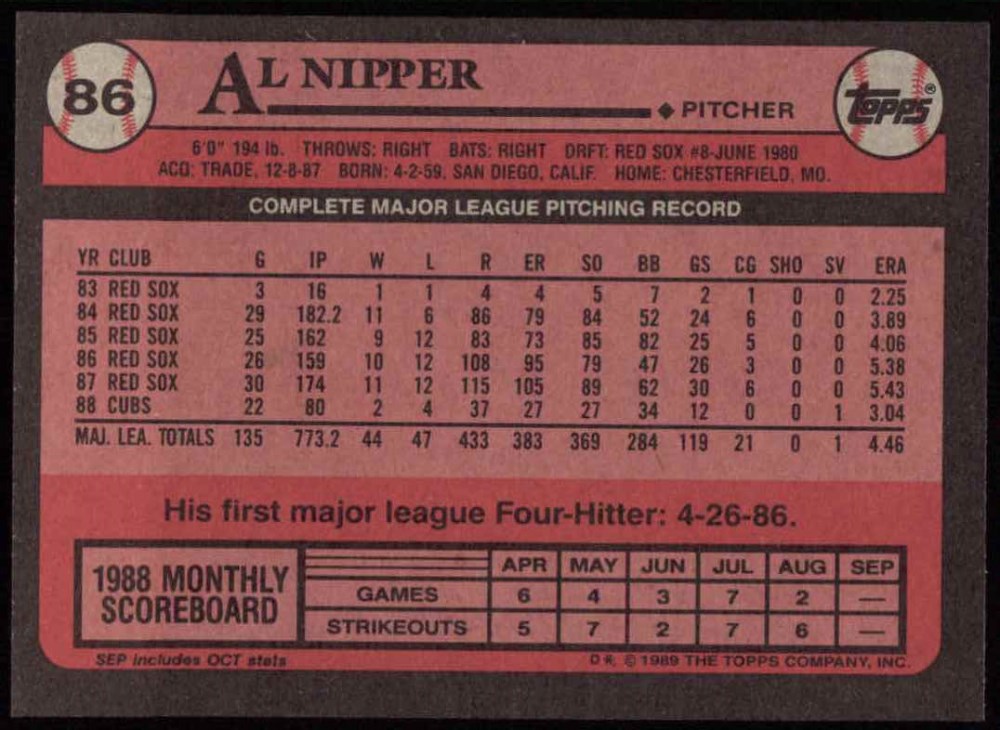 86
AL NIPPER
◆ PITCHER
TOPPS®
6'0" 194 lb. THROWS: RIGHT BATS: RIGHT DRFT: RED SOX #8-JUNE 1980
ACQ: TRADE, 12-8-87 BORN: 4-2-59, SAN DIEGO, CALIF. HOME: CHESTERFIELD, MO.
COMPLETE MAJOR LEAGUE PITCHING RECORD
YR CLUB G IP W L R ER SO BB GS CG SHO SV ERA
83 RED SOX 3 16 1 1 4 4 5 7 2 1 0 0 2.25
84 RED SOX 29 182.2 11 6 86 79 84 52 24 6 0 0 3.89
85 RED SOX 25 162 9 12 83 73 85 82 25 5 0 0 4.06
86 RED SOX 26 159 10 12 108 95 79 47 26 3 0 0 5.38
87 RED SOX 30 174 11 12 115 105 89 62 30 6 0 0 5.43
88 CUBS 22 80 2 4 37 27 27 34 12 0 0 1 3.04
MAJ. LEA. TOTALS 135 773.2 44 47 433 383 369 284 119 21 0 1 4.46
His first major league Four-Hitter: 4-26-86.
1988 MONTHLY
SCOREBOARD
APR MAY JUN JUL AUG SEP
GAMES 6 4 3 7 2 —
STRIKEOUTS 5 7 2 7 6 —
SEP includes OCT stats
D✱ © 1989 THE TOPPS COMPANY, INC.